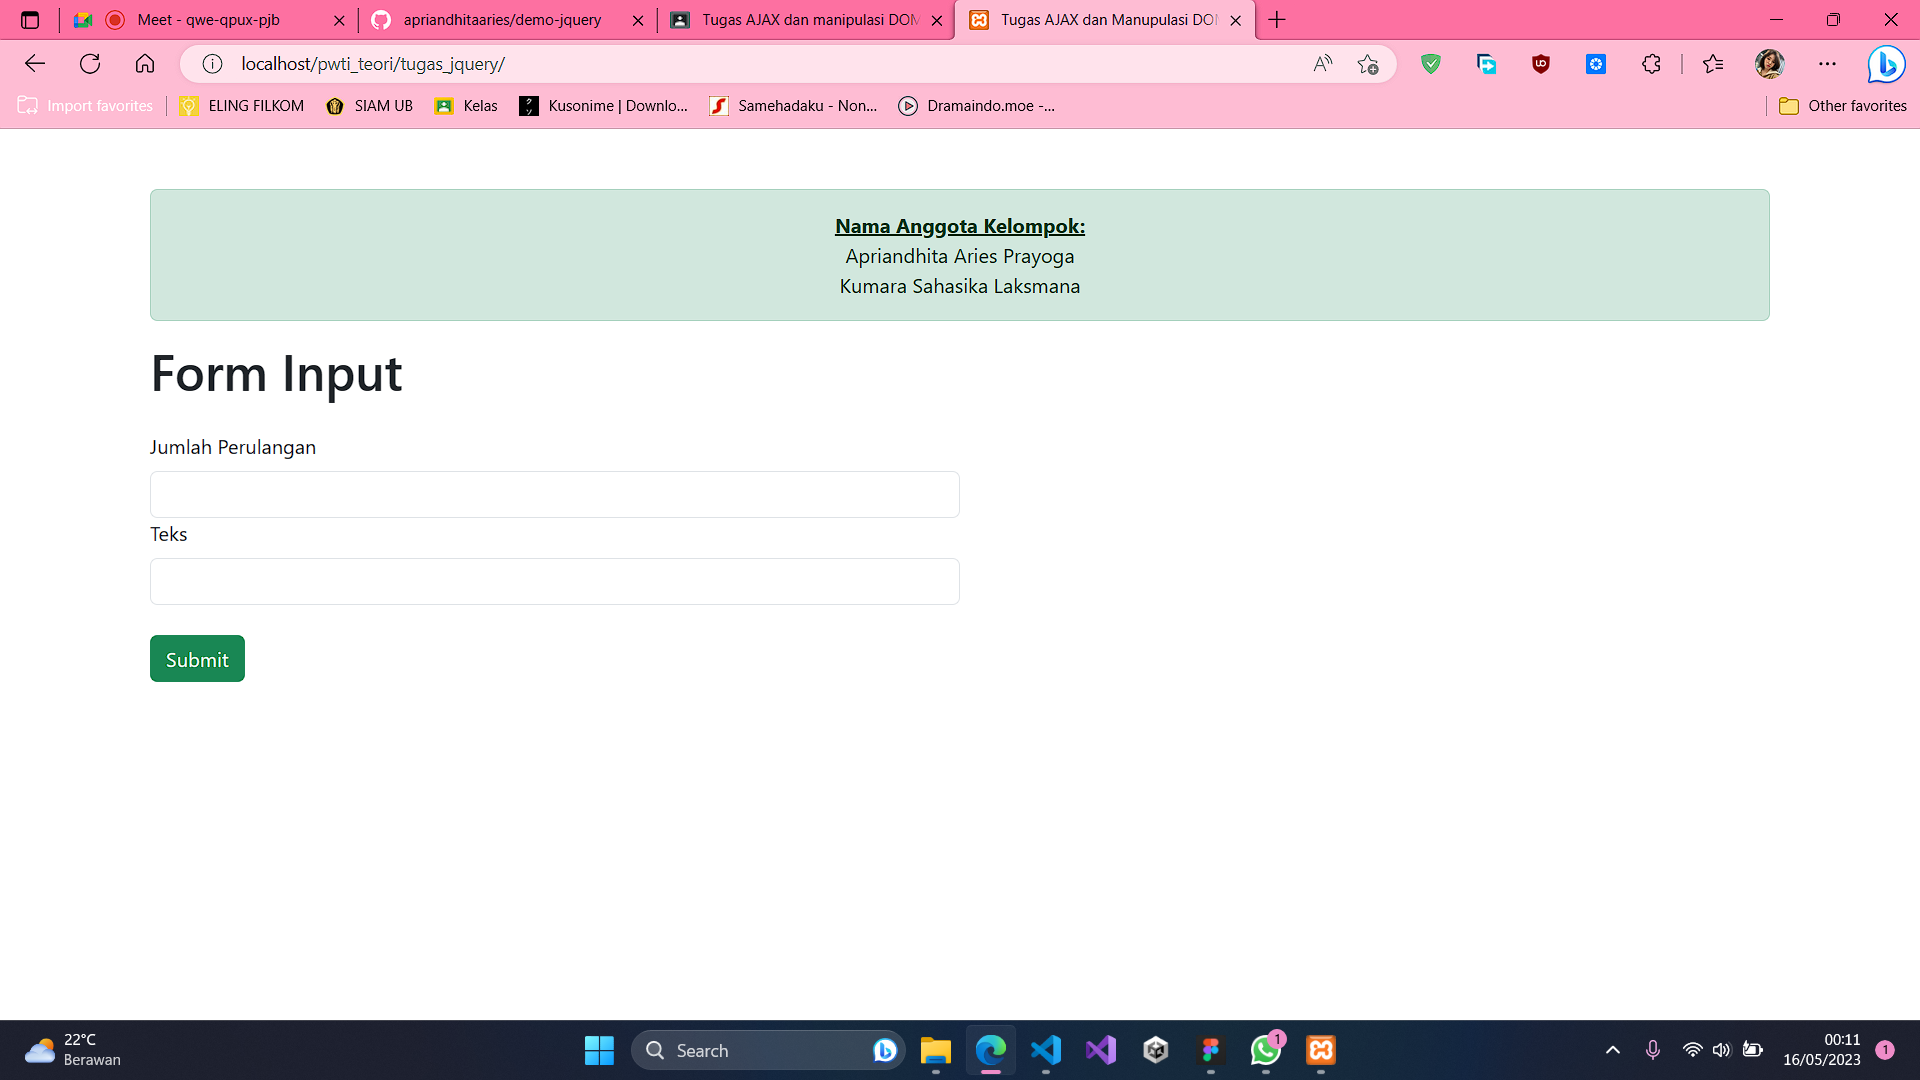 Meet - qwe-qpux-pjb
apriandhitaaries/demo-jquery
Tugas AJAX dan manipulasi DOM
Tugas AJAX dan Manupulasi DOM
localhost/pwti_teori/tugas_jquery/
Import favorites
ELING FILKOM
SIAM UB
Kelas
Kusonime | Downlo...
Samehadaku - Non...
Dramaindo.moe -...
Other favorites
Nama Anggota Kelompok:
Apriandhita Aries Prayoga
Kumara Sahasika Laksmana
Form Input
Jumlah Perulangan
Teks
Submit
22°C
Berawan
Search
1
00:11
16/05/2023
1